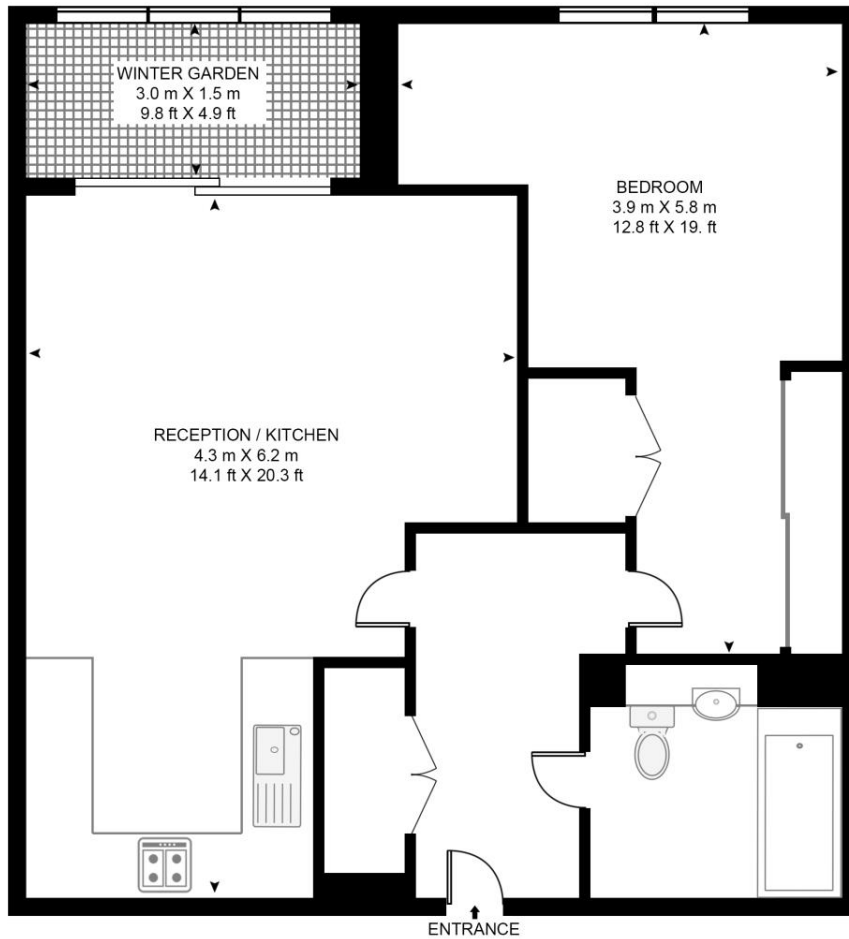 WINTER GARDEN
3.0 m X 1.5 m
9.8 ft X 4.9 ft
BEDROOM
3.9 m X 5.8 m
12.8 ft X 19. ft
RECEPTION / KITCHEN
4.3 m X 6.2 m
14.1 ft X 20.3 ft
ENTRANCE